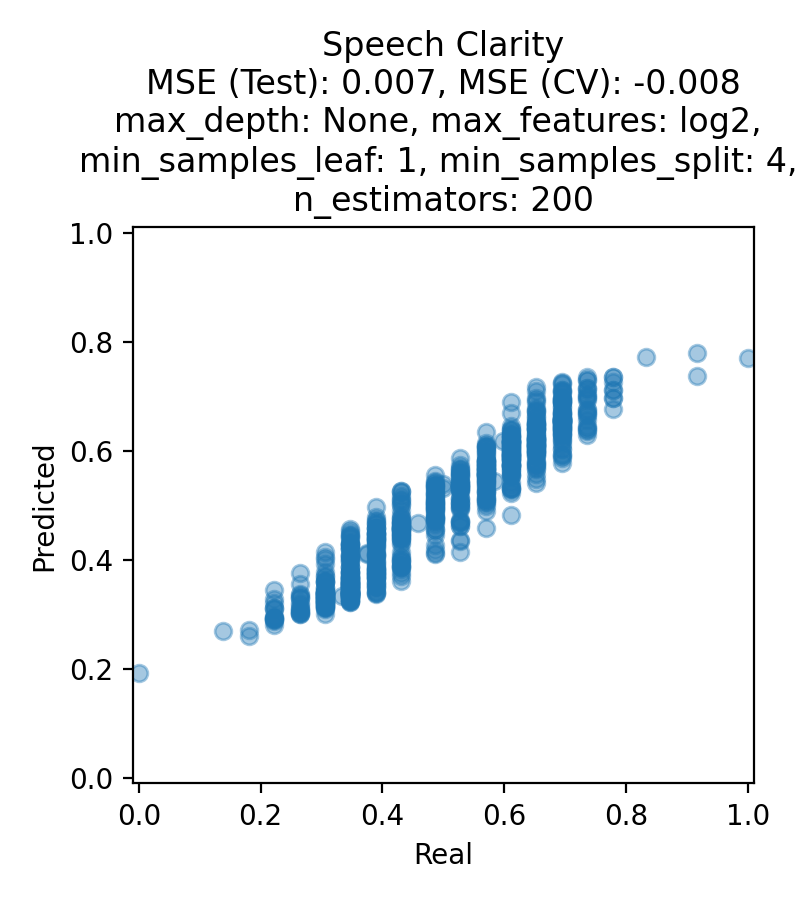 Speech Clarity
MSE (Test): 0.007, MSE (CV): -0.008
max_depth: None, max_features: log2,
min_samples_leaf: 1, min_samples_split: 4,
n_estimators: 200
1.0
0.8
0.6
0.4
0.2
0.0
Predicted
0.0 0.2 0.4 0.6 0.8 1.0
Real